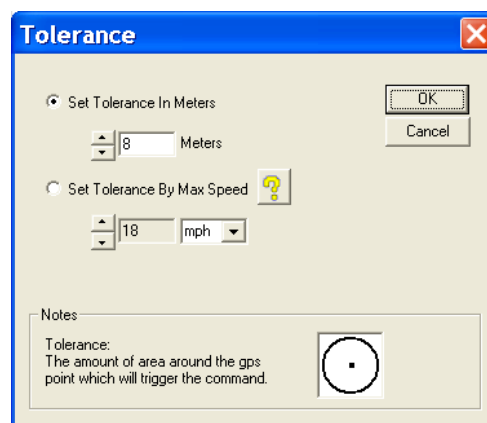 Tolerance
Set Tolerance In Meters
OK
8 Meters
Cancel
Set Tolerance By Max Speed ?
18 mph
Notes
Tolerance:
The amount of area around the gps
point which will trigger the command.